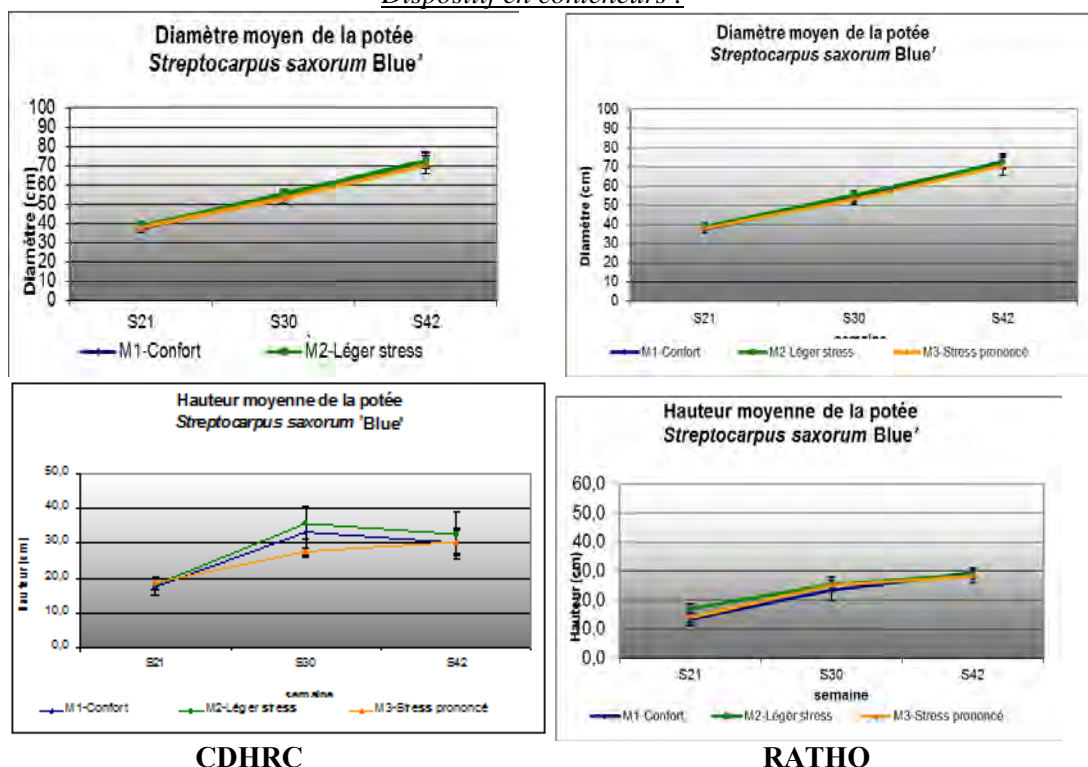 Dispositif en conteneurs :
Diamètre moyen de la potée
Streptocarpus saxorum Blue'
100
90
80
70
60
50
40
30
20
10
0
Diamètre (cm)
S21
S30
S42
M1-Confort
M2-Léger stress
Diamètre moyen de la potée
Streptocarpus saxorum Blue'
100
90
80
70
60
50
40
30
20
10
0
Diamètre (cm)
S21
S30
S42
semaine
M1-Confort
M2-Léger stress
M3-Stress prononcé
Hauteur moyenne de la potée
Streptocarpus saxorum 'Blue'
50,0
40,0
30,0
20,0
10,0
0,0
Hauteur (cm)
S21
S30
S42
semaine
M1-Confort
M2-Léger stress
M3-Stress prononcé
Hauteur moyenne de la potée
Streptocarpus saxorum Blue'
60,0
50,0
40,0
30,0
20,0
10,0
0,0
Hauteur (cm)
S21
S30
S42
semaine
M1-Confort
M2-Léger stress
M3-Stress prononcé
CDHRC
RATHO